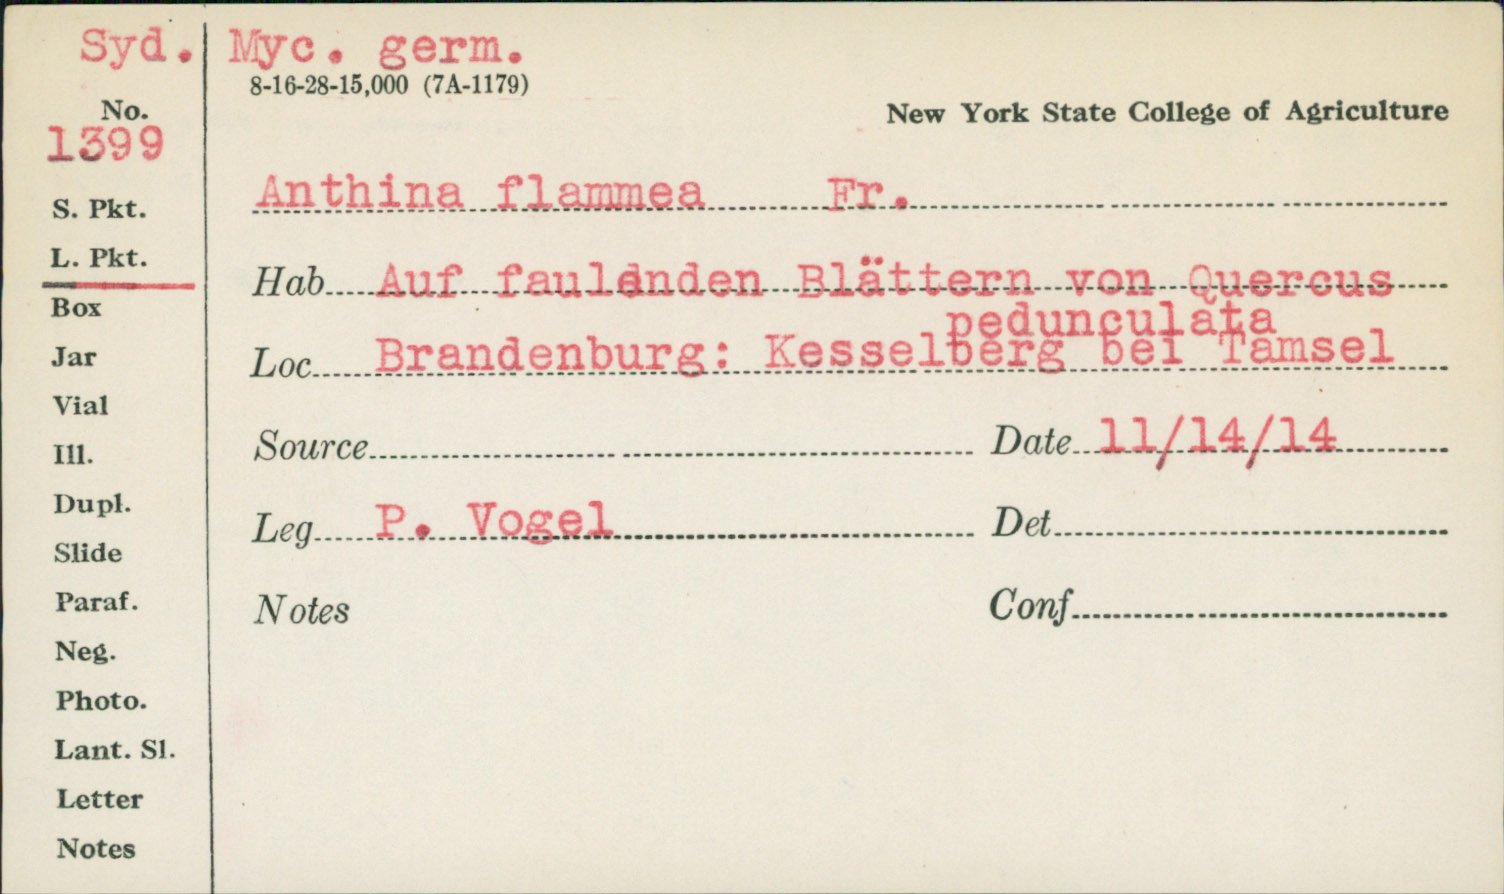 Syd. Myc. germ.
8-16-28-15,000 (7A-1179)
No.
1399
New York State College of Agriculture
Anthina flammea Fr.
S. Pkt.
L. Pkt.
Hab Auf faulenden Blättern von Quercus
pedunculata
Box
Jar
Loc Brandenburg: Kesselberg bei Tamsel
Vial
Source Date 11/14/14
Ill.
Dupl.
Leg P. Vogel Det
Slide
Paraf.
Notes Conf
Neg.
Photo.
Lant. Sl.
Letter
Notes